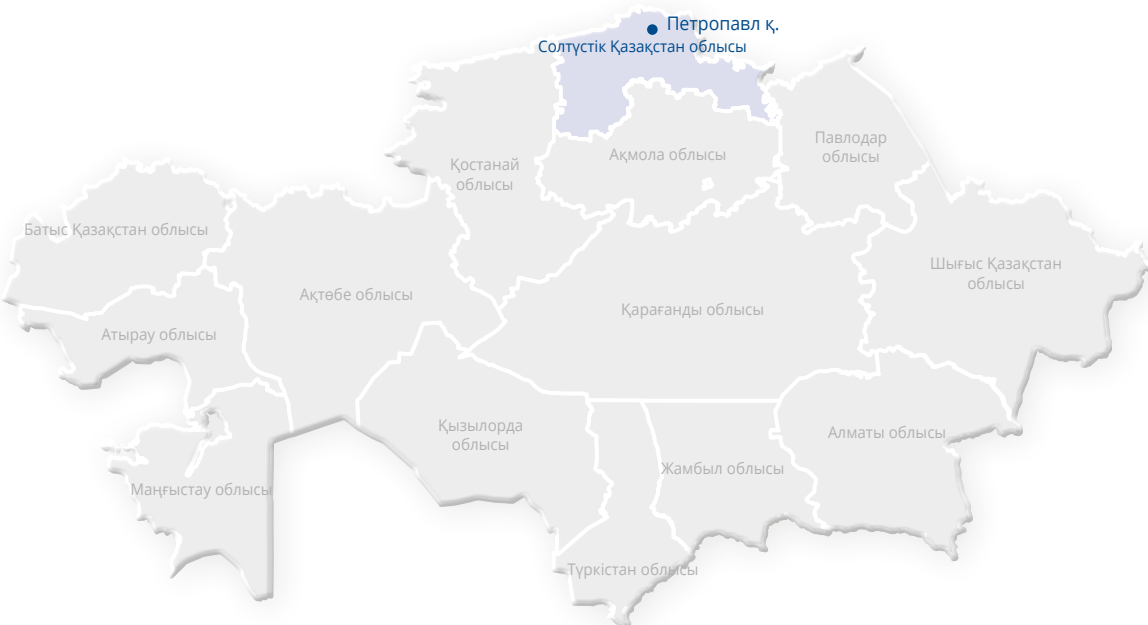 Петропавл қ.
Солтүстік Қазақстан облысы
Павлодар
облысы
Ақмола облысы
Қостанай
облысы
Батыс Қазақстан облысы
Шығыс Қазақстан
облысы
Ақтөбе облысы
Қарағанды облысы
Атырау облысы
Қызылорда
облысы
Алматы облысы
Жамбыл облысы
Маңғыстау облысы
Түркістан облысы